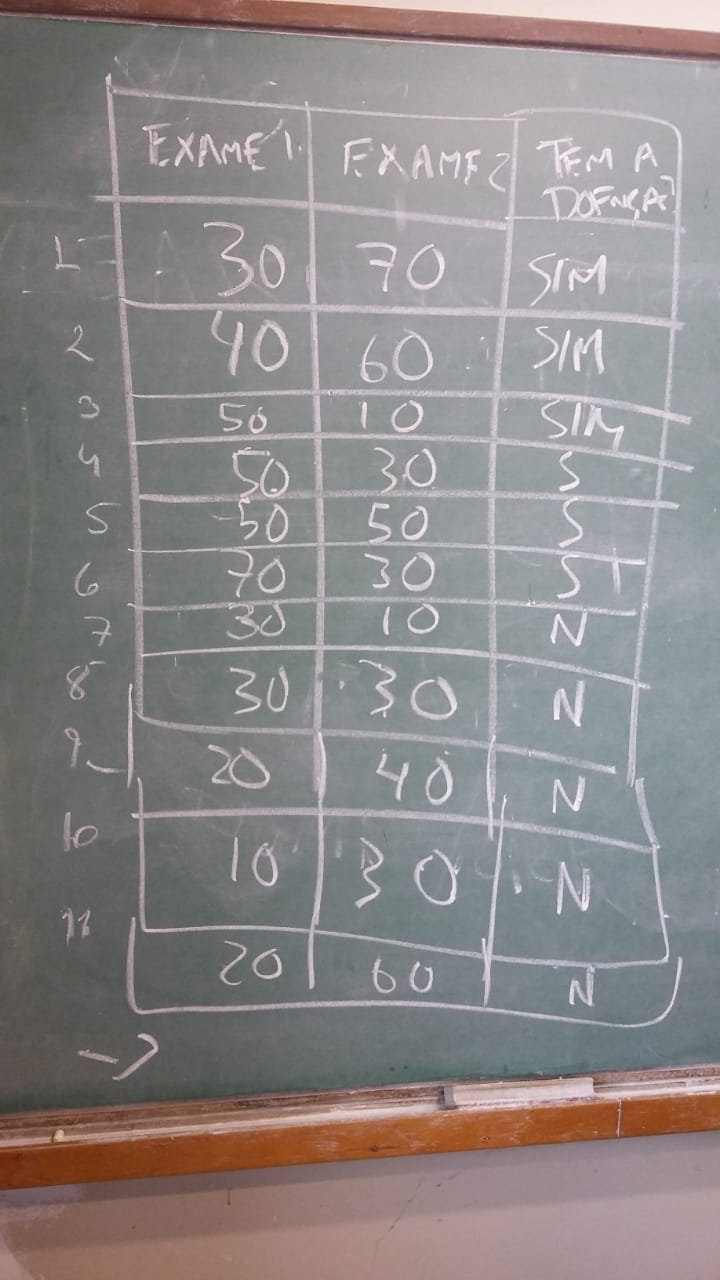 EXAME 1. EXAME 2 TEM A DOENÇA?
1 30 70 SIM
2 40 60 SIM
3 50 10 SIM
4 50 30 S
5 50 50 S
6 70 30 S
7 30 10 N
8 30 30 N
9 20 40 N
10 10 30 N
11 20 60 N
→